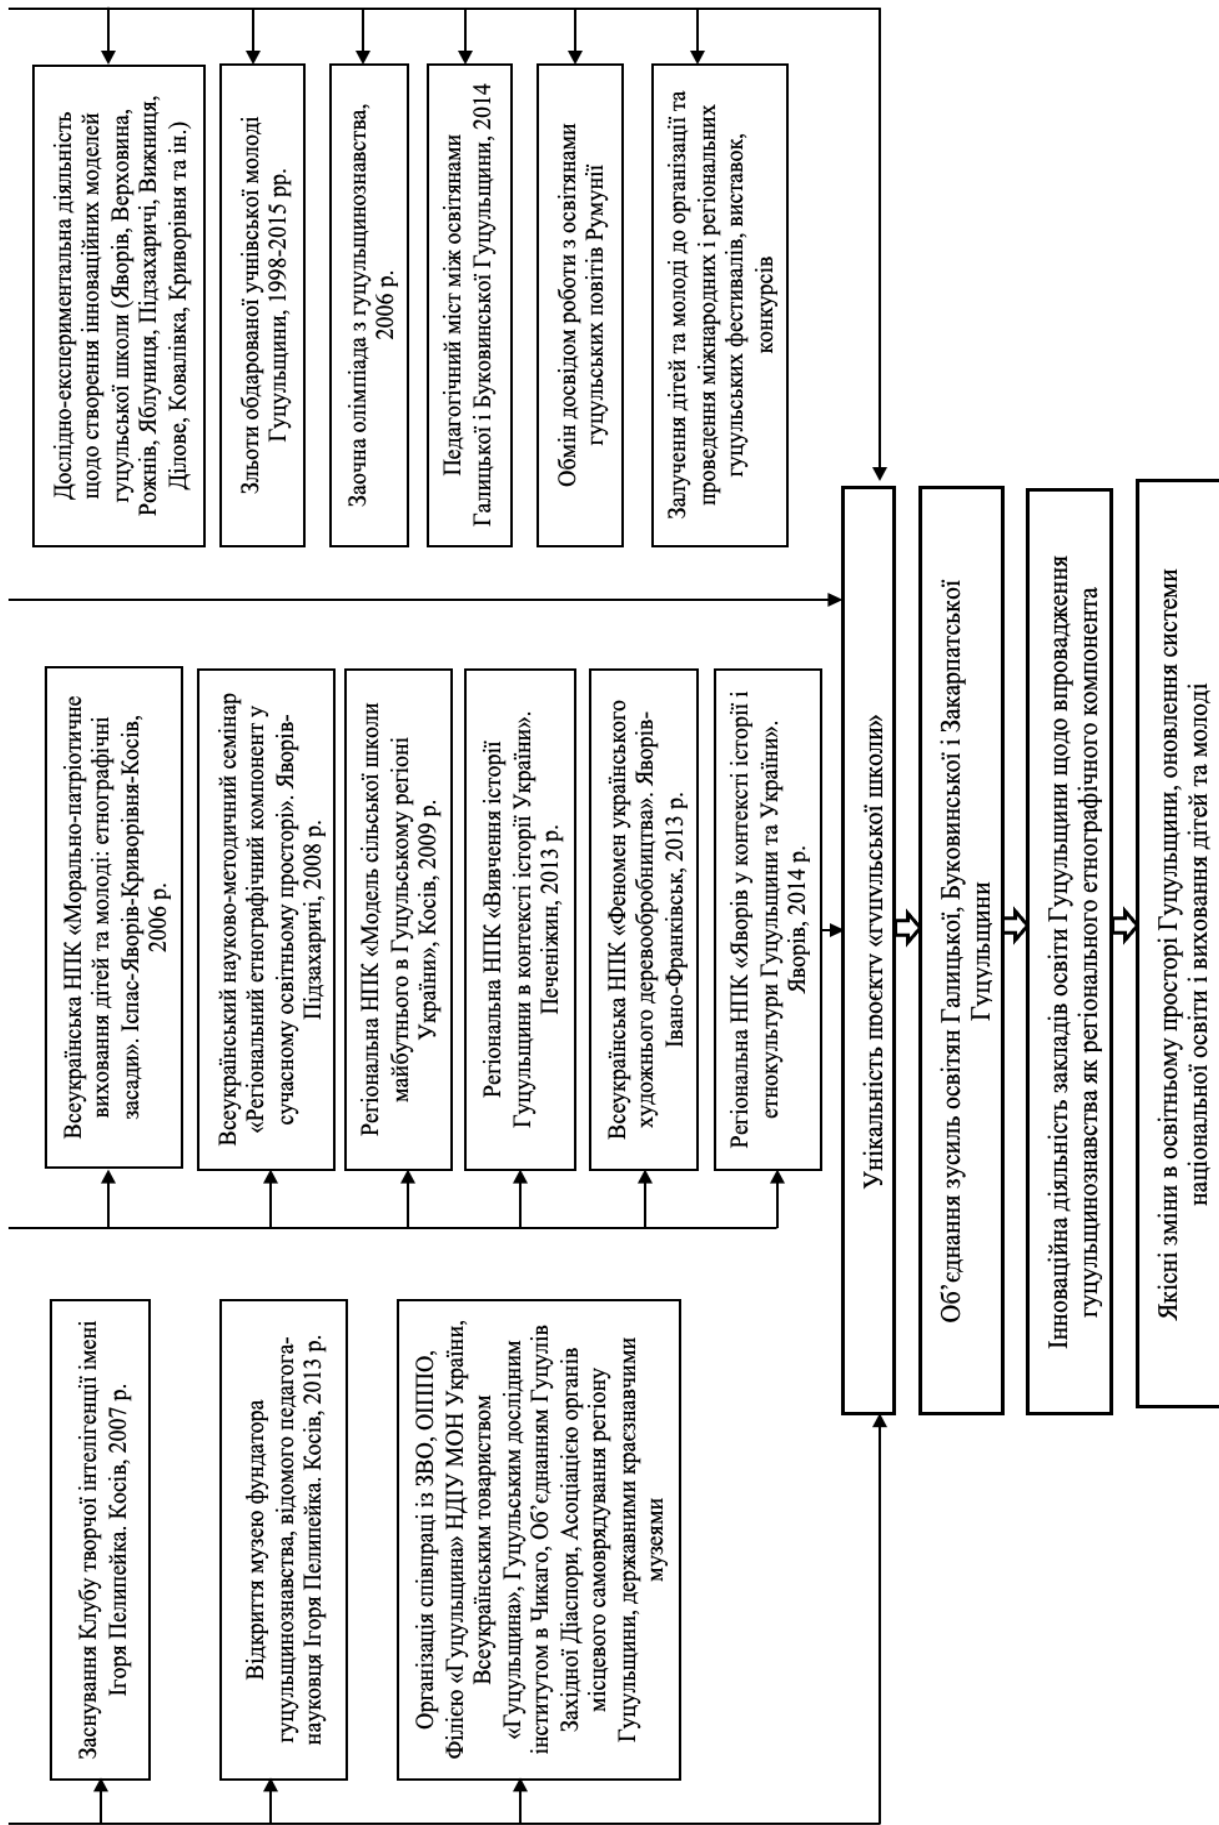 Заснування Клубу творчої інтелігенції імені
Ігоря Пелипейка. Косів, 2007 р.
Відкриття музею фундатора
гуцульщинознавства, відомого педагога-
науковця Ігоря Пелипейка. Косів, 2013 р.
Організація співпраці із ЗВО, ОІППО,
Філією «Гуцульщина» НДІУ МОН України,
Всеукраїнським товариством
«Гуцульщина», Гуцульським дослідним
інститутом в Чикаго, Об’єднанням Гуцулів
Західної Діаспори, Асоціацією органів
місцевого самоврядування регіону
Гуцульщини, державними краєзнавчими
музеями
Всеукраїнська НПК «Морально-патріотичне
виховання дітей та молоді: етнографічні
засади». Іспас-Яворів-Криворівня-Косів,
2006 р.
Всеукраїнський науково-методичний семінар
«Регіональний етнографічний компонент у
сучасному освітньому просторі». Яворів-
Підзахаричі, 2008 р.
Регіональна НПК «Модель сільської школи
майбутнього в Гуцульському регіоні
України», Косів, 2009 р.
Регіональна НПК «Вивчення історії
Гуцульщини в контексті історії України».
Печеніжин, 2013 р.
Всеукраїнська НПК «Феномен українського
художнього деревообробництва». Яворів-
Івано-Франківськ, 2013 р.
Регіональна НПК «Яворів у контексті історії і
етнокультури Гуцульщини та України».
Яворів, 2014 р.
Дослідно-експериментальна діяльність
щодо створення інноваційних моделей
гуцульської школи (Яворів, Верховина,
Рожнів, Яблуниця, Підзахаричі, Вижниця,
Ділове, Ковалівка, Криворівня та ін.)
Зльоти обдарованої учнівської молоді
Гуцульщини, 1998-2015 рр.
Заочна олімпіада з гуцульщинознавства,
2006 р.
Педагогічний міст між освітянами
Галицької і Буковинської Гуцульщини, 2014
Обмін досвідом роботи з освітянами
гуцульських повітів Румунії
Залучення дітей та молоді до організації та
проведення міжнародних і регіональних
гуцульських фестивалів, виставок,
конкурсів
Унікальність проєкту «гуцульської школи»
Об’єднання зусиль освітян Галицької, Буковинської і Закарпатської
Гуцульщини
Інноваційна діяльність закладів освіти Гуцульщини щодо впровадження
гуцульщинознавства як регіонального етнографічного компонента
Якісні зміни в освітньому просторі Гуцульщини, оновлення системи
національної освіти і виховання дітей та молоді